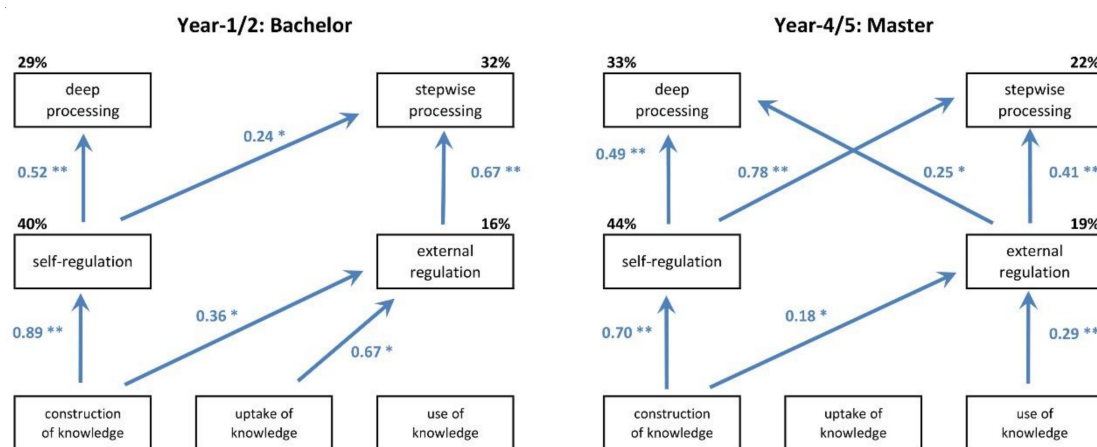 Year-1/2: Bachelor
29%
deep
processing
32%
stepwise
processing
0.24 *
0.52 **
0.67 **
40%
self-regulation
16%
external
regulation
0.36 *
0.89 **
0.67 *
construction
of knowledge
uptake of
knowledge
use of
knowledge
Year-4/5: Master
33%
deep
processing
22%
stepwise
processing
0.49 **
0.78 **
0.25 *
0.41 **
44%
self-regulation
19%
external
regulation
0.18 *
0.70 **
0.29 **
construction
of knowledge
uptake of
knowledge
use of
knowledge